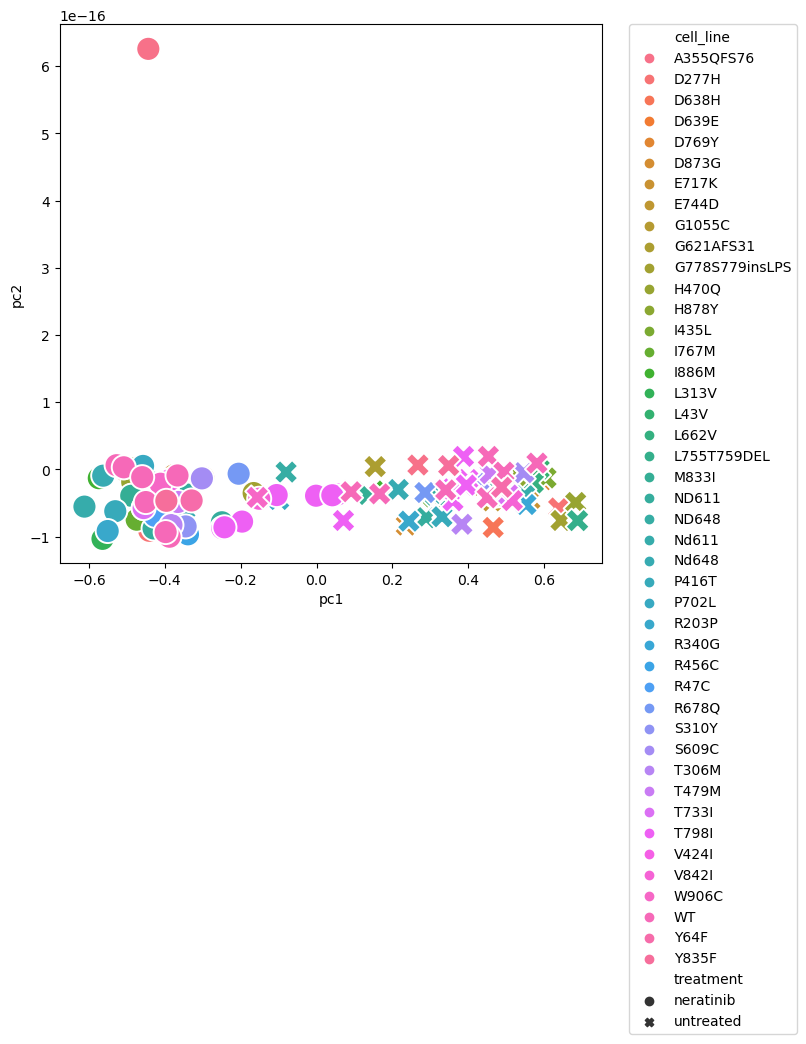 1e−16
6
5
4
3
2
1
0
−1
pc2
−0.6
−0.4
−0.2
0.0
0.2
0.4
0.6
pc1
cell_line
A355QFS76
D277H
D638H
D639E
D769Y
D873G
E717K
E744D
G1055C
G621AFS31
G778S779insLPS
H470Q
H878Y
I435L
I767M
I886M
L313V
L43V
L662V
L755T759DEL
M833I
ND611
ND648
Nd611
Nd648
P416T
P702L
R203P
R340G
R456C
R47C
R678Q
S310Y
S609C
T306M
T479M
T733I
T798I
V424I
V842I
W906C
WT
Y64F
Y835F
treatment
neratinib
untreated